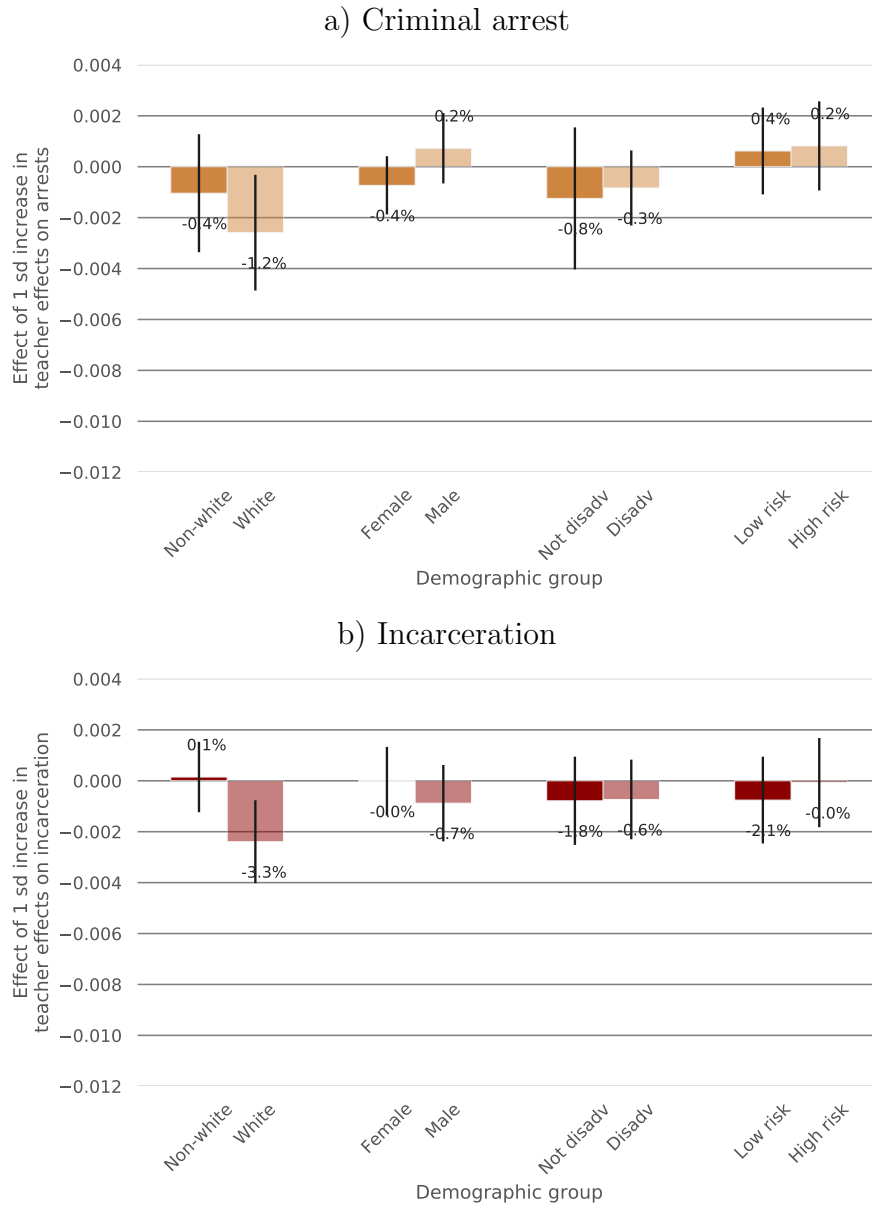 a) Criminal arrest
0.004
0.002
0.000
−0.002
−0.004
−0.006
−0.008
−0.010
−0.012
Effect of 1 sd increase in
teacher effects on arrests
-0.4%
-1.2%
-0.4%
0.2%
-0.8%
-0.3%
0.4%
0.2%
Non-white
White
Female
Male
Not disadv
Disadv
Low risk
High risk
Demographic group
b) Incarceration
0.004
0.002
0.000
−0.002
−0.004
−0.006
−0.008
−0.010
−0.012
Effect of 1 sd increase in
teacher effects on incarceration
0.1%
-3.3%
-0.0%
-0.7%
-1.8%
-0.6%
-2.1%
-0.0%
Non-white
White
Female
Male
Not disadv
Disadv
Low risk
High risk
Demographic group